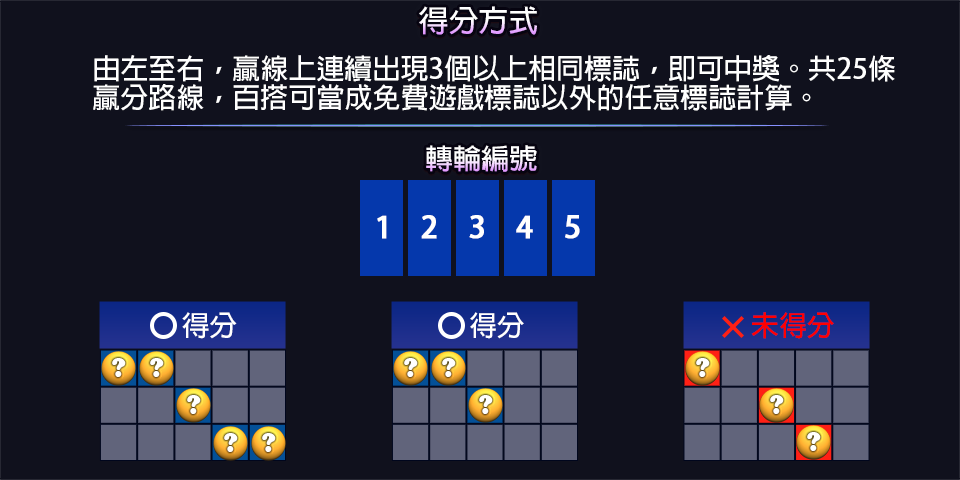 得分方式
由左至右，贏線上連續出現3個以上相同標誌，即可中獎。共25條
贏分路線，百搭可當成免費遊戲標誌以外的任意標誌計算。
轉輪編號
1 2 3 4 5
○得分 ○得分 ×未得分
? ? ? ? ?
? ? ?
? ? ?